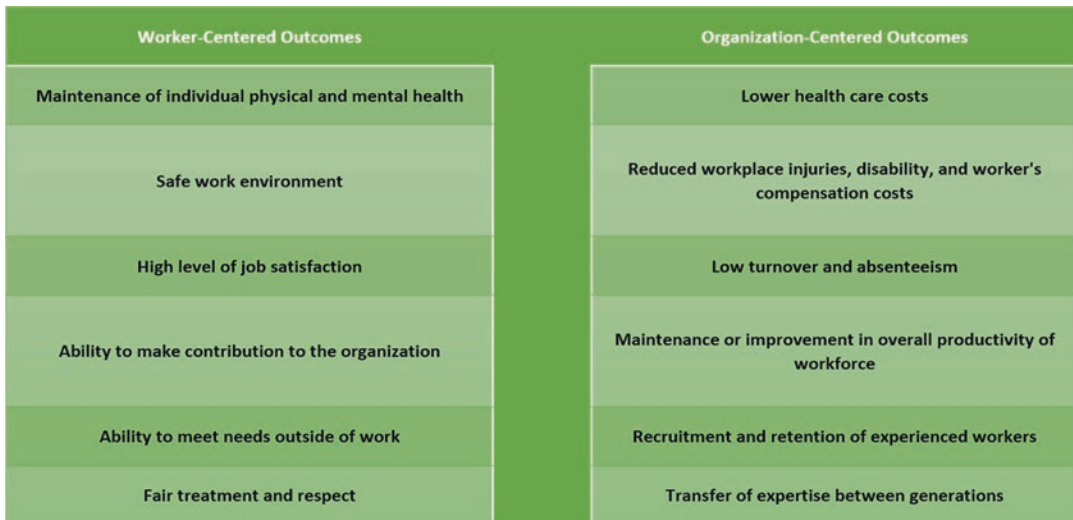 Worker-Centered Outcomes
Organization-Centered Outcomes
Maintenance of individual physical and mental health
Lower health care costs
Safe work environment
Reduced workplace injuries, disability, and worker's
compensation costs
High level of job satisfaction
Low turnover and absenteeism
Ability to make contribution to the organization
Maintenance or improvement in overall productivity of
workforce
Ability to meet needs outside of work
Recruitment and retention of experienced workers
Fair treatment and respect
Transfer of expertise between generations